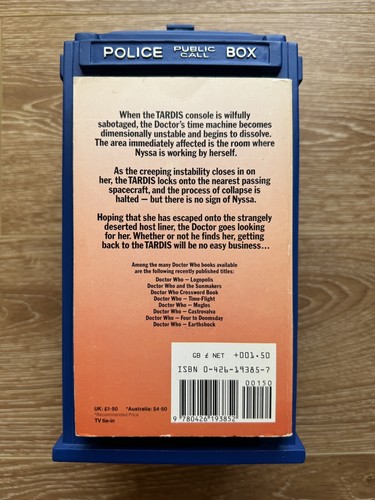 POLICE PUBLIC CALL BOX
When the TARDIS console is wilfully
sabotaged, the Doctor's time machine becomes
dimensionally unstable and begins to dissolve.
The area immediately affected is the room where
Nyssa is working by herself.
As the creeping instability closes in on
her, the TARDIS locks onto the nearest passing
spacecraft, and the process of collapse is
halted – but there is no sign of Nyssa.
Hoping that she has escaped onto the strangely
deserted host liner, the Doctor goes looking
for her. Whether or not he finds her, getting
back to the TARDIS will be no easy business...
Among the many Doctor Who books available
are the following recently published titles:
Doctor Who – Logopolis
Doctor Who and the Sunmakers
Doctor Who Crossword Book
Doctor Who – Time-Flight
Doctor Who – Meglos
Doctor Who – Castrovalva
Doctor Who – Four to Doomsday
Doctor Who – Earthshock
GB £ NET +001.50
ISBN 0-426-19385-7
00150
9 780426 193852
UK: £1·50 *Australia: $4·50
*Recommended Price
TV tie-in